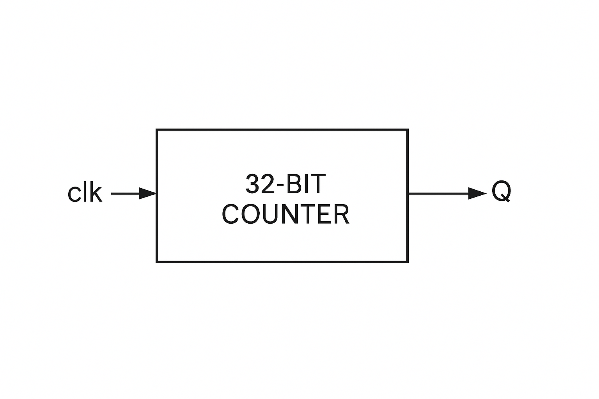 clk
32-BIT
COUNTER
Q